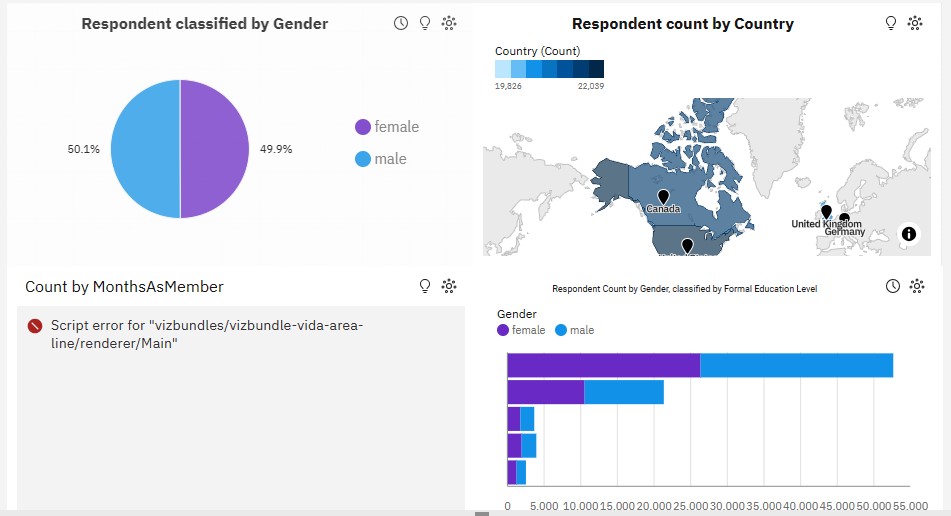 Respondent classified by Gender
50.1%
49.9%
female
male
Respondent count by Country
Country (Count)
19,826
22,039
Canada
United Kingdom
Germany
Count by MonthsAsMember
Script error for "vizbundles/vizbundle-vida-area-
line/renderer/Main"
Respondent Count by Gender, classified by Formal Education Level
Gender
female male
0 5.000 10.000 15.000 20.000 25.000 30.000 35.000 40.000 45.000 50.000 55.000